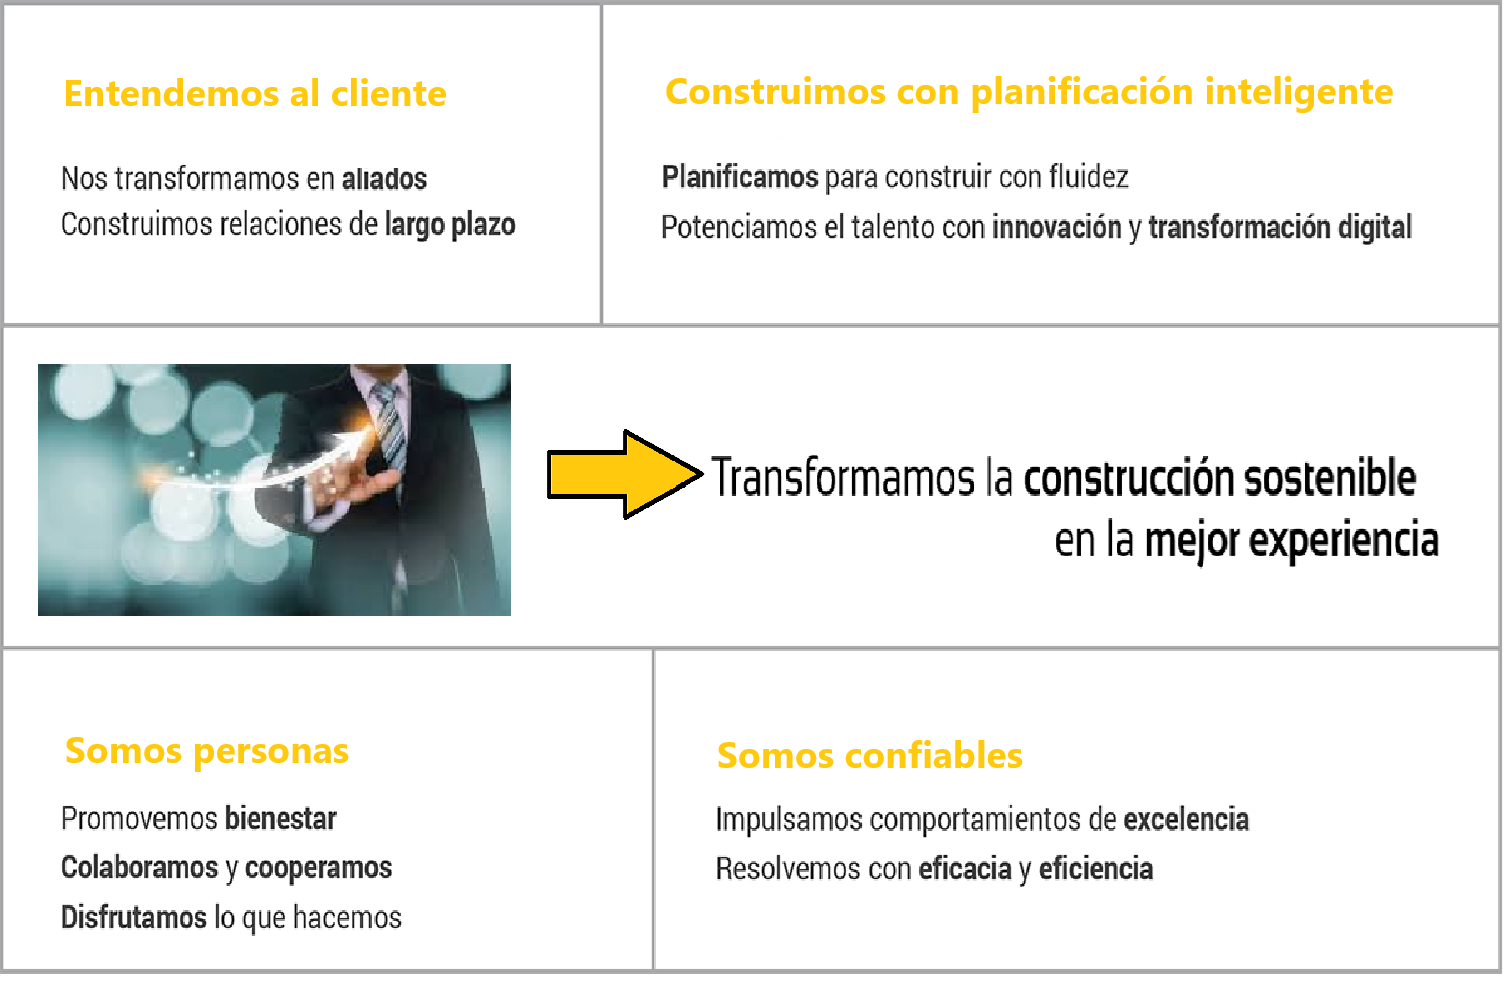 Entendemos al cliente
Nos transformamos en aliados
Construimos relaciones de largo plazo
Construimos con planificación inteligente
Planificamos para construir con fluidez
Potenciamos el talento con innovación y transformación digital
Transformamos la construcción sostenible
en la mejor experiencia
Somos personas
Promovemos bienestar
Colaboramos y cooperamos
Disfrutamos lo que hacemos
Somos confiables
Impulsamos comportamientos de excelencia
Resolvemos con eficacia y eficiencia